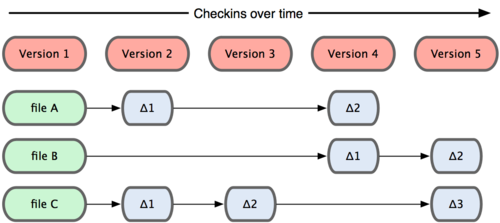 Checkins over time
Version 1 Version 2 Version 3 Version 4 Version 5
file A Δ1 Δ2
file B Δ1 Δ2
file C Δ1 Δ2 Δ3